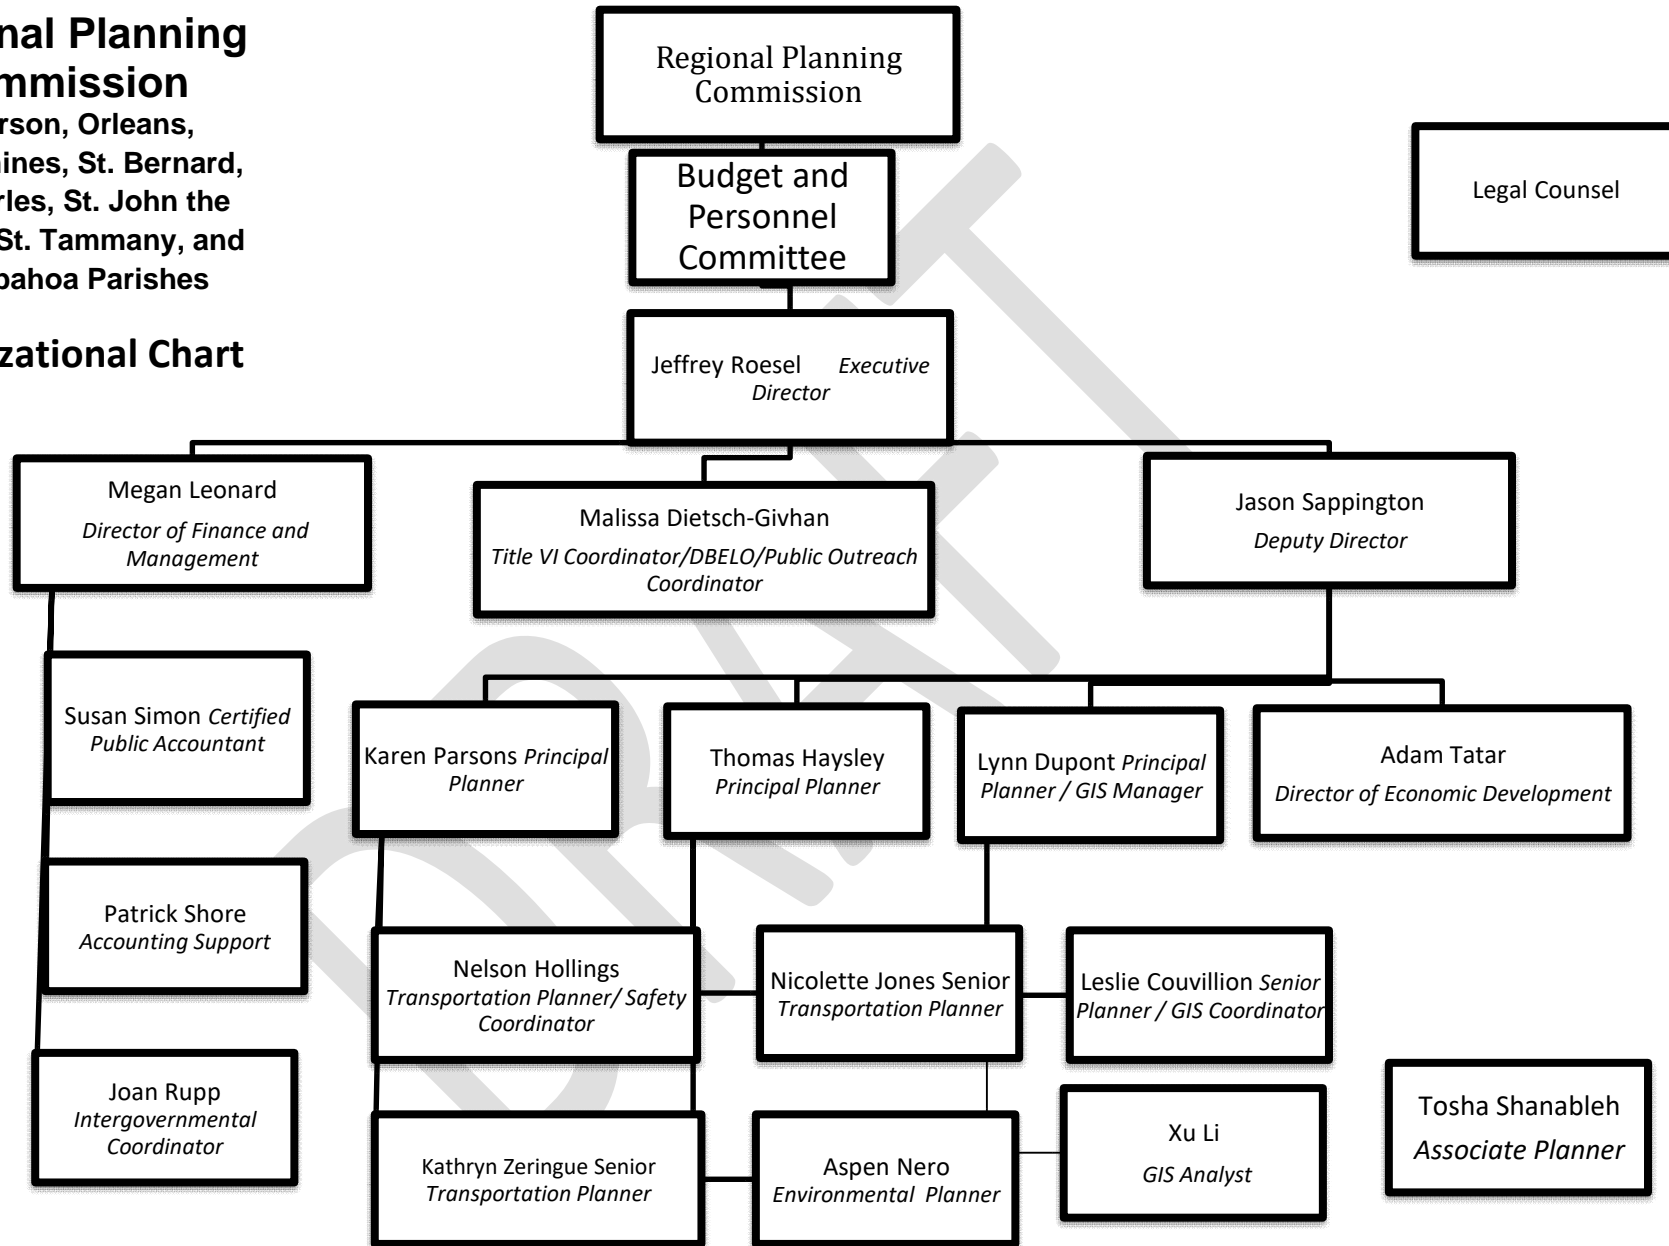 nal Planning
mmission
rson, Orleans,
ines, St. Bernard,
rles, St. John the
St. Tammany, and
pahoa Parishes
zational Chart
Regional Planning
Commission
Budget and
Personnel
Committee
Legal Counsel
Jeffrey Roesel Executive
Director
Megan Leonard
Director of Finance and
Management
Malissa Dietsch-Givhan
Title VI Coordinator/DBELO/Public Outreach
Coordinator
Jason Sappington
Deputy Director
Susan Simon Certified
Public Accountant
Karen Parsons Principal
Planner
Thomas Haysley
Principal Planner
Lynn Dupont Principal
Planner / GIS Manager
Adam Tatar
Director of Economic Development
Patrick Shore
Accounting Support
Nelson Hollings
Transportation Planner/ Safety
Coordinator
Nicolette Jones Senior
Transportation Planner
Leslie Couvillion Senior
Planner / GIS Coordinator
Joan Rupp
Intergovernmental
Coordinator
Kathryn Zeringue Senior
Transportation Planner
Aspen Nero
Environmental Planner
Xu Li
GIS Analyst
Tosha Shanableh
Associate Planner
DRAFT